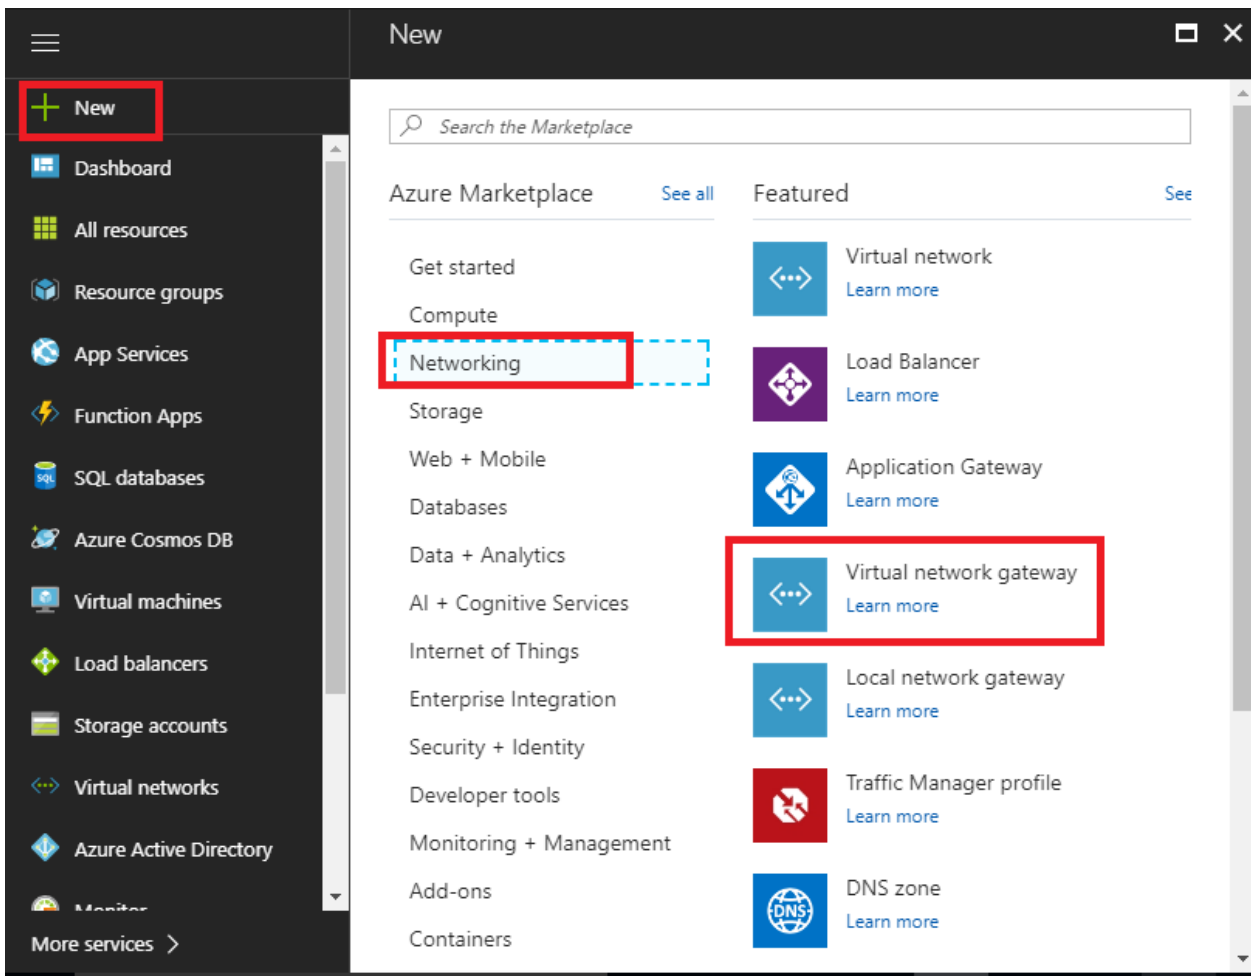 New
New
Dashboard
All resources
Resource groups
App Services
Function Apps
SQL databases
Azure Cosmos DB
Virtual machines
Load balancers
Storage accounts
Virtual networks
Azure Active Directory
Monitor
More services
Search the Marketplace
Azure Marketplace
See all
Get started
Compute
Networking
Storage
Web + Mobile
Databases
Data + Analytics
AI + Cognitive Services
Internet of Things
Enterprise Integration
Security + Identity
Developer tools
Monitoring + Management
Add-ons
Containers
Featured
See
Virtual network
Learn more
Load Balancer
Learn more
Application Gateway
Learn more
Virtual network gateway
Learn more
Local network gateway
Learn more
Traffic Manager profile
Learn more
DNS zone
Learn more
SQL
DNS